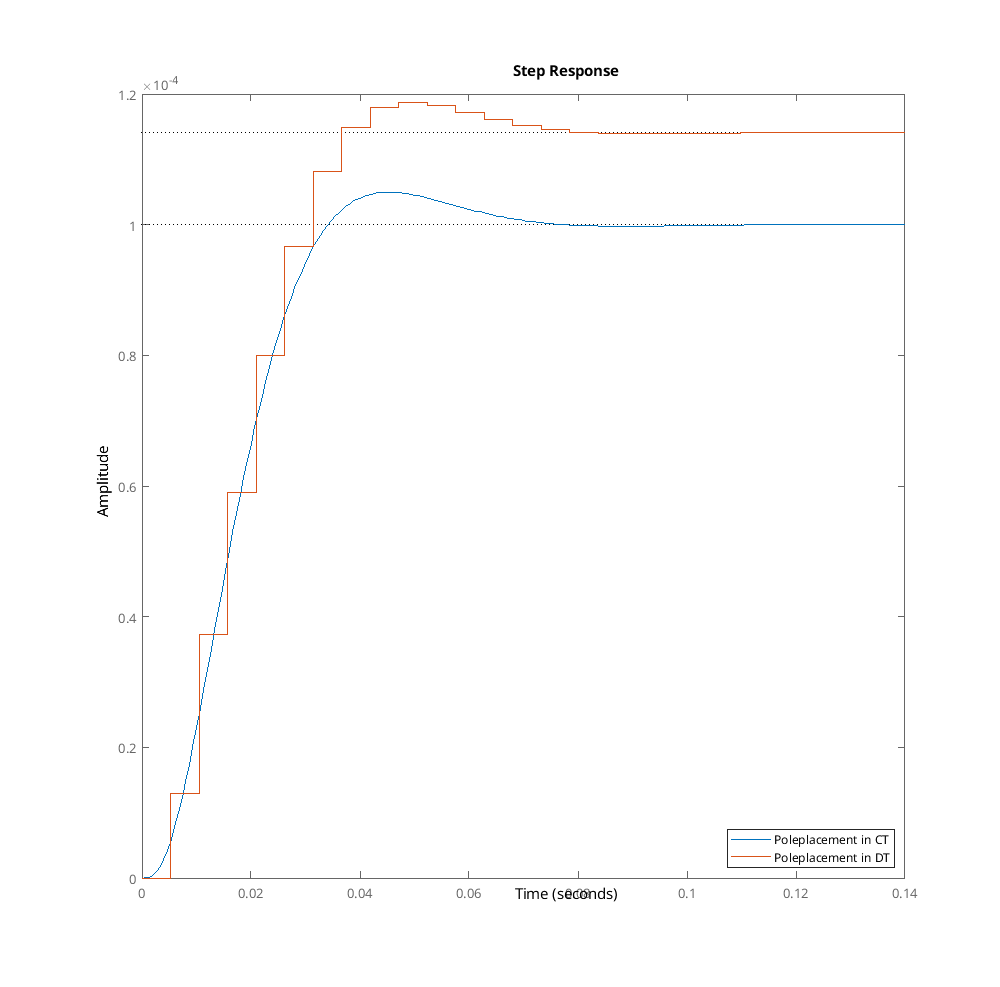 Step Response
×10-4
1.2
1
0.8
0.6
0.4
0.2
0
Amplitude
0 0.02 0.04 0.06 0.08 0.1 0.12 0.14
Time (seconds)
Poleplacement in CT
Poleplacement in DT